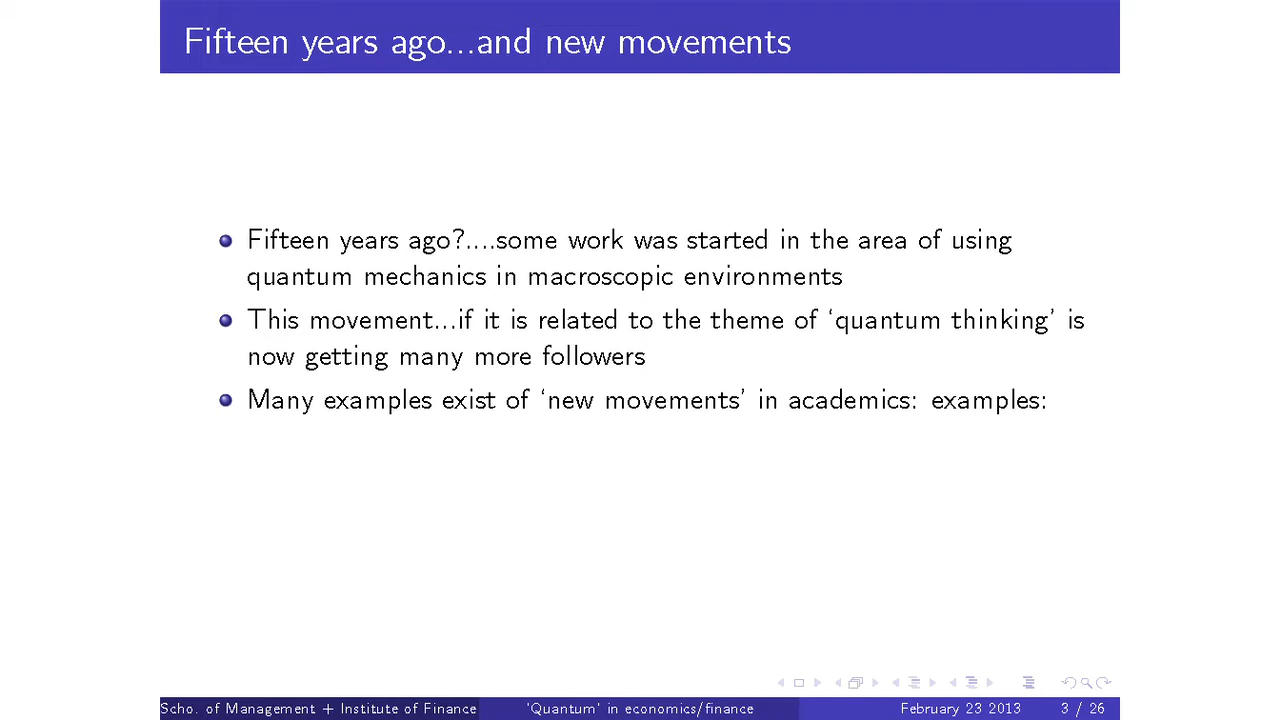 Fifteen years ago...and new movements
Fifteen years ago?....some work was started in the area of using
quantum mechanics in macroscopic environments
This movement...if it is related to the theme of ‘quantum thinking’ is
now getting many more followers
Many examples exist of ‘new movements’ in academics: examples:
Scho. of Management + Institute of Finance
‘Quantum’ in economics/finance
February 23 2013
3 / 26